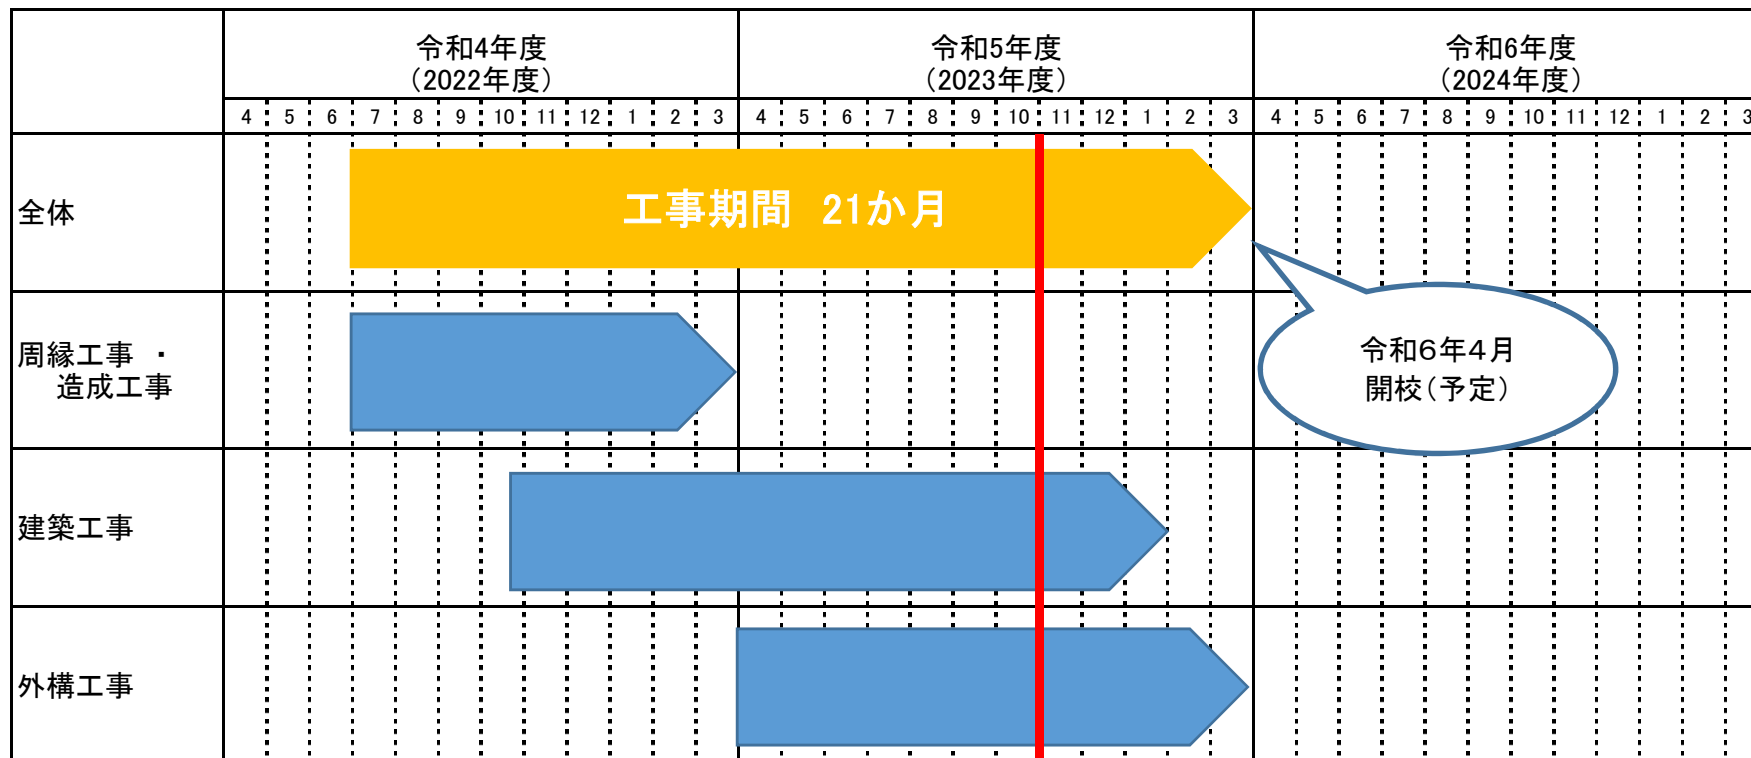 令和4年度
（2022年度）
令和5年度
（2023年度）
令和6年度
（2024年度）
4 5 6 7 8 9 10 11 12 1 2 3 4 5 6 7 8 9 10 11 12 1 2 3 4 5 6 7 8 9 10 11 12 1 2 3
全体
工事期間　21か月
周縁工事 ・
造成工事
令和６年４月
開校（予定）
建築工事
外構工事